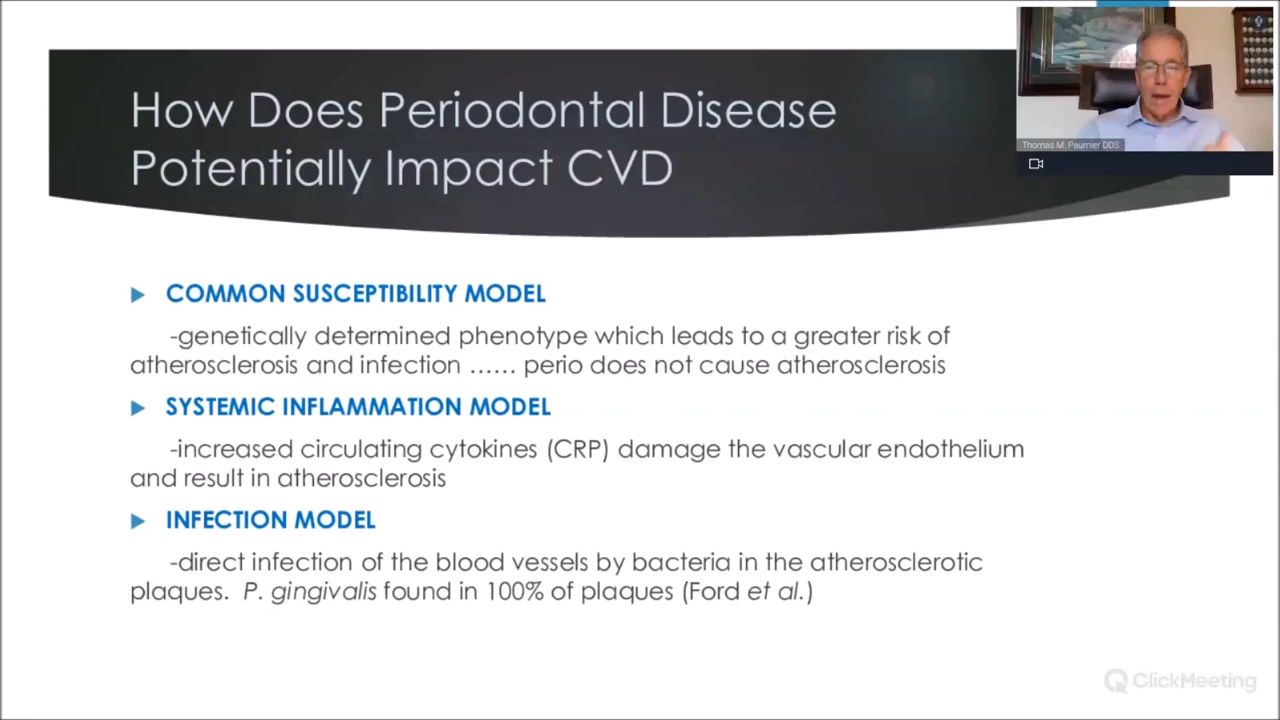 How Does Periodontal Disease
Potentially Impact CVD
Thomas M. Paumier DDS
COMMON SUSCEPTIBILITY MODEL
-genetically determined phenotype which leads to a greater risk of
atherosclerosis and infection …... perio does not cause atherosclerosis
SYSTEMIC INFLAMMATION MODEL
-increased circulating cytokines (CRP) damage the vascular endothelium
and result in atherosclerosis
INFECTION MODEL
-direct infection of the blood vessels by bacteria in the atherosclerotic
plaques. P. gingivalis found in 100% of plaques (Ford et al.)
ClickMeeting